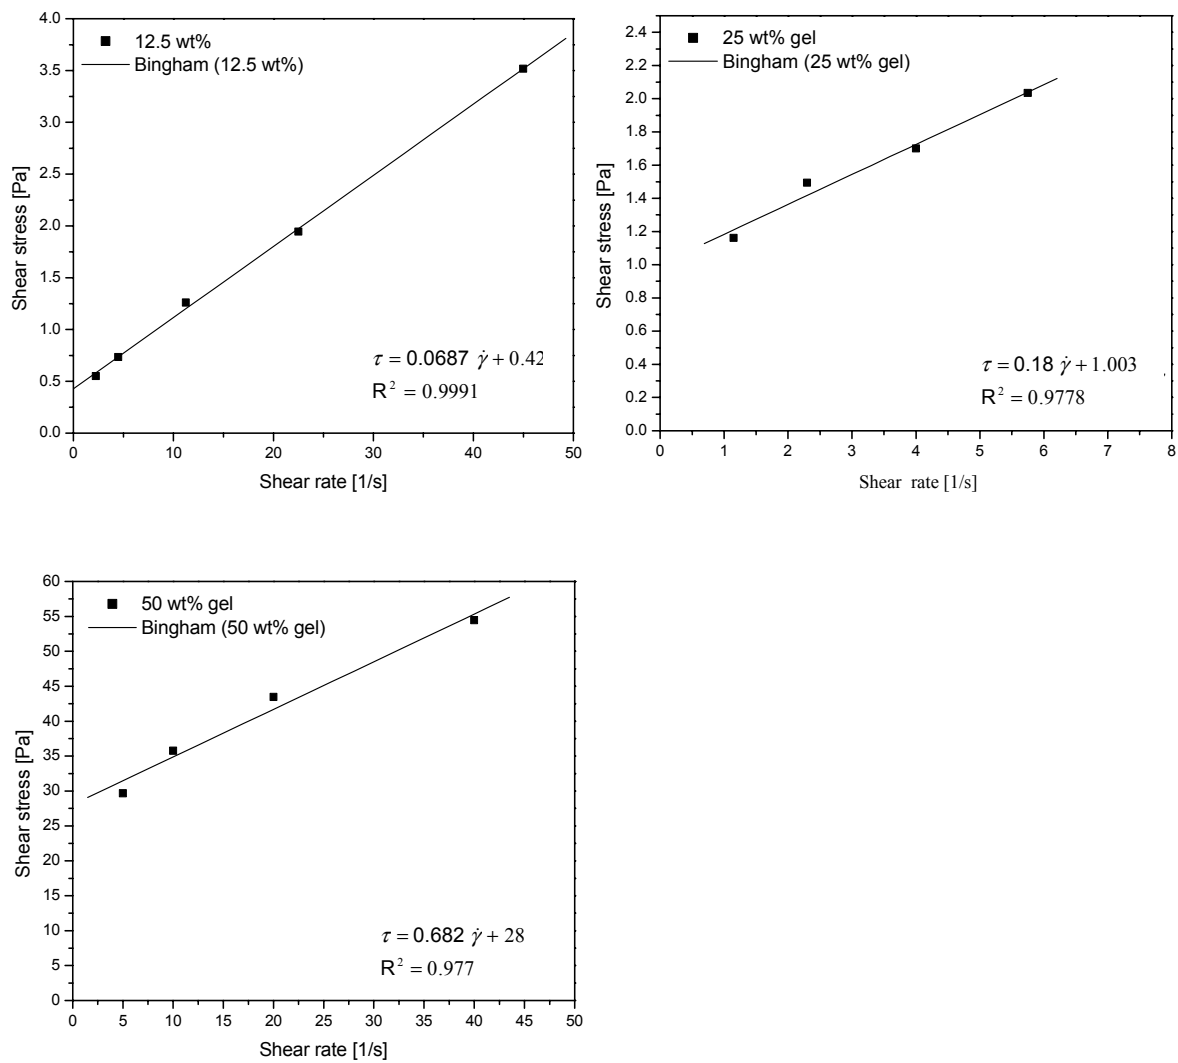 12.5 wt%
Bingham (12.5 wt%)
4.0
3.5
3.0
2.5
2.0
1.5
1.0
0.5
0.0
Shear stress [Pa]
τ = 0.0687 γ̇ + 0.42
R² = 0.9991
0 10 20 30 40 50
Shear rate [1/s]
25 wt% gel
Bingham (25 wt% gel)
2.4
2.2
2.0
1.8
1.6
1.4
1.2
1.0
0.8
0.6
0.4
0.2
0.0
Shear stress [Pa]
τ = 0.18 γ̇ + 1.003
R² = 0.9778
0 1 2 3 4 5 6 7 8
Shear rate [1/s]
50 wt% gel
Bingham (50 wt% gel)
60
55
50
45
40
35
30
25
20
15
10
5
0
Shear stress [Pa]
τ = 0.682 γ̇ + 28
R² = 0.977
0 5 10 15 20 25 30 35 40 45 50
Shear rate [1/s]